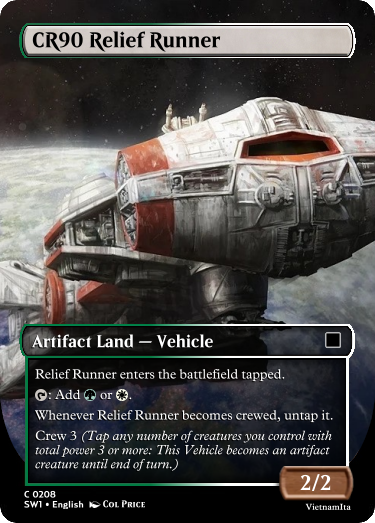 CR90 Relief Runner
Artifact Land — Vehicle
Relief Runner enters the battlefield tapped.
: Add or .
Whenever Relief Runner becomes crewed, untap it.
Crew 3 (Tap any number of creatures you control with
total power 3 or more: This Vehicle becomes an artifact
creature until end of turn.)
2/2
C 0208
SW1 • English Col Price
VietnamIta